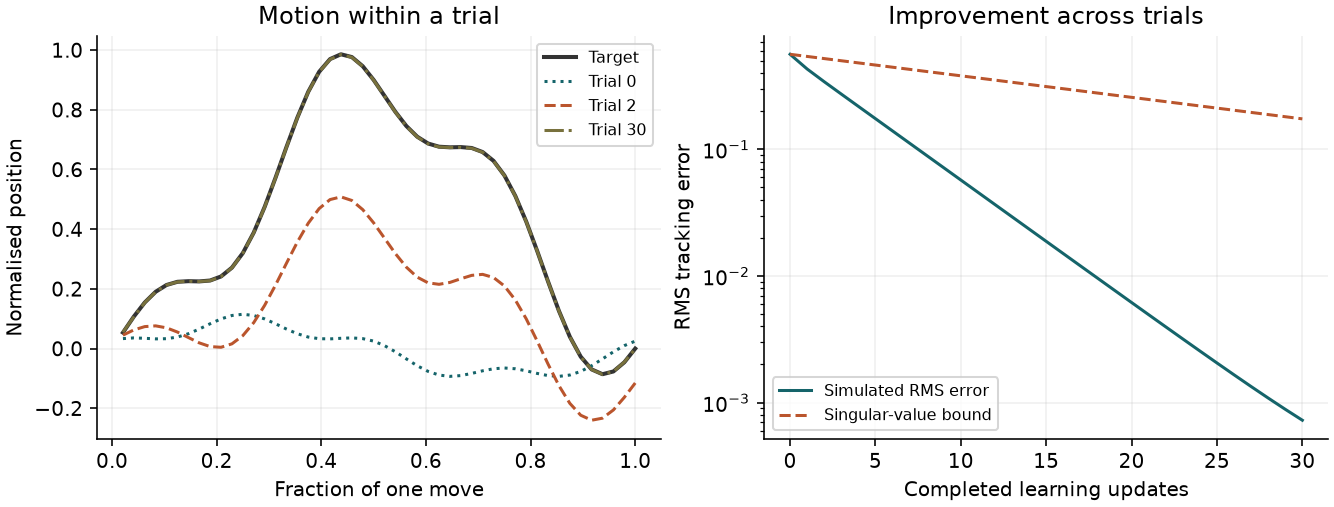 Motion within a trial
Normalised position
1.0
0.8
0.6
0.4
0.2
0.0
−0.2
Target
Trial 0
Trial 2
Trial 30
0.0 0.2 0.4 0.6 0.8 1.0
Fraction of one move
Improvement across trials
RMS tracking error
10⁻¹
10⁻²
10⁻³
Simulated RMS error
Singular-value bound
0 5 10 15 20 25 30
Completed learning updates